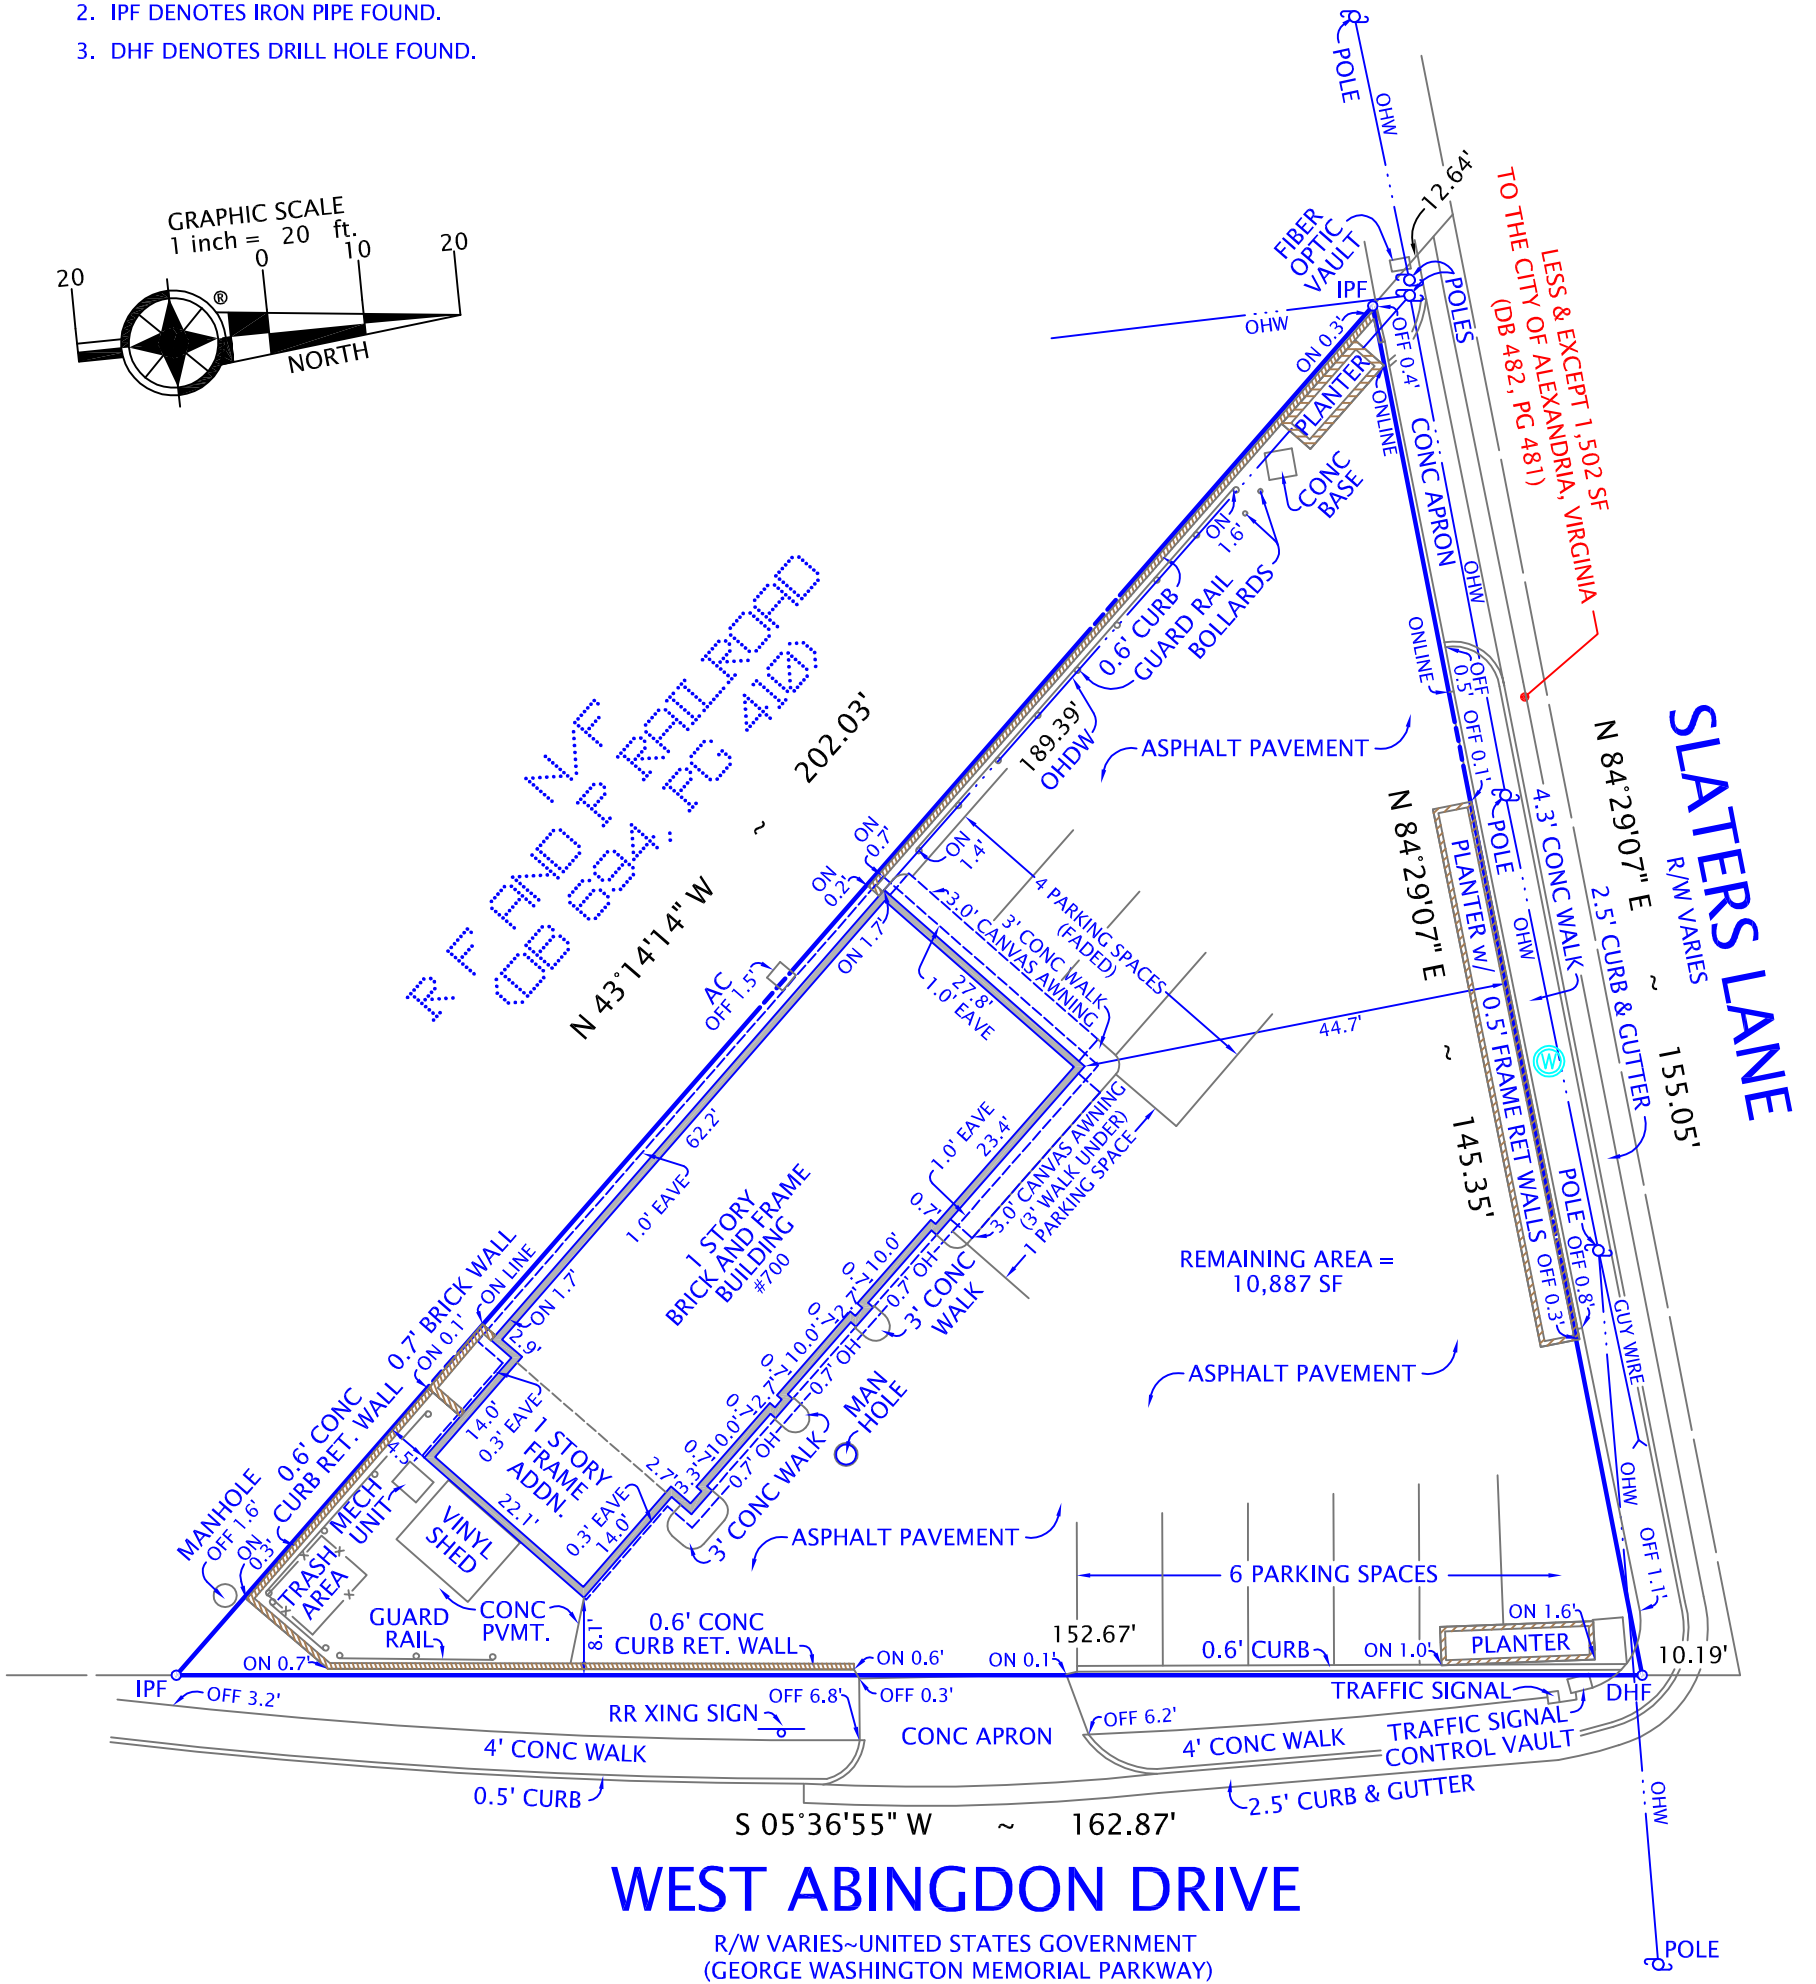 2. IPF DENOTES IRON PIPE FOUND.
3. DHF DENOTES DRILL HOLE FOUND.
GRAPHIC SCALE
1 inch = 20 ft.
20
0
10
20
®
NORTH
POLE
OHW
12.64'
FIBER
OPTIC
VAULT
IPF
OHW
POLES
LESS & EXCEPT 1,502 SF
TO THE CITY OF ALEXANDRIA, VIRGINIA
(DB 482, PG 481)
ON 0.3'
OFF 0.4'
PLANTER
ONLINE
CONC APRON
CONC
BASE
ON
1.6'
OHW
0.6' CURB
GUARD RAIL
BOLLARDS
ONLINE
OFF
0.5'
OFF 0.1'
N/F
R F AND P RAILROAD
CB 594, PG 410
202.03'
~
N 43°14'14" W
189.39'
OHDW
ASPHALT PAVEMENT
SLATERS LANE
R/W VARIES
N 84°29'07" E
~
155.05'
N 84°29'07" E
~
145.35'
POLE
4.3' CONC WALK
2.5' CURB & GUTTER
PLANTER W/ 0.5' FRAME RET WALLS
OHW
W
ON
0.7'
ON
0.2'
ON
1.4'
4 PARKING SPACES
(FADED)
3' CONC WALK
3.0' CANVAS AWNING
27.8'
1.0' EAVE
ON 1.7'
AC
OFF 1.5'
44.7'
62.2'
1.0' EAVE
1.0' EAVE
23.4'
3.0' CANVAS AWNING
(3' WALK UNDER)
1 PARKING SPACE
1 STORY
BRICK AND FRAME
BUILDING
#700
0.7'
10.0'
0.7'
0.7' OH
2.7'
0.7'
3' CONC
WALK
10.0'
0.7'
0.7' OH
2.7'
0.7'
10.0'
0.7'
0.7' OH
3.3'
2.7'
3' CONC WALK
MAN
HOLE
REMAINING AREA =
10,887 SF
POLE
OFF 0.8'
OFF 0.3'
GUY WIRE
ASPHALT PAVEMENT
OHW
OFF 1.1'
0.7' BRICK WALL
ON LINE
ON 0.1'
ON 1.7'
2.9'
0.6' CONC
CURB RET. WALL
14.0'
0.3' EAVE
4.5'
1 STORY
FRAME
ADDN.
22.1'
0.3' EAVE
14.0'
MANHOLE
OFF 1.6'
ON
0.3'
MECH
UNIT
TRASH
AREA
VINYL
SHED
ASPHALT PAVEMENT
6 PARKING SPACES
GUARD
RAIL
CONC
PVMT.
8.1'
0.6' CONC
CURB RET. WALL
152.67'
0.6' CURB
ON 1.6'
PLANTER
ON 1.0'
10.19'
ON 0.7'
ON 0.6'
ON 0.1'
IPF
OFF 3.2'
OFF 6.8'
OFF 0.3'
TRAFFIC SIGNAL
DHF
RR XING SIGN
OFF 6.2'
CONC APRON
TRAFFIC SIGNAL
CONTROL VAULT
4' CONC WALK
4' CONC WALK
0.5' CURB
2.5' CURB & GUTTER
OHW
S 05°36'55" W ~ 162.87'
WEST ABINGDON DRIVE
R/W VARIES~UNITED STATES GOVERNMENT
(GEORGE WASHINGTON MEMORIAL PARKWAY)
POLE